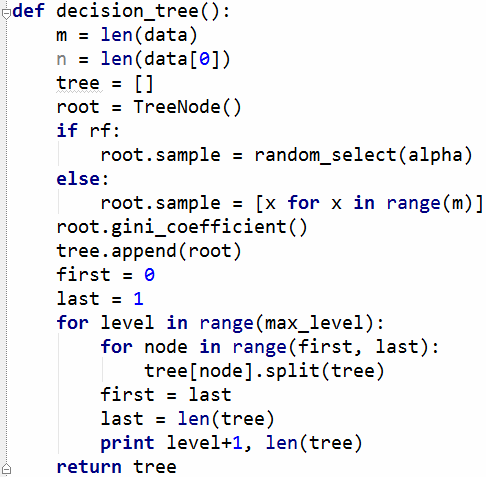 def decision_tree():
    m = len(data)
    n = len(data[0])
    tree = []
    root = TreeNode()
    if rf:
        root.sample = random_select(alpha)
    else:
        root.sample = [x for x in range(m)]
    root.gini_coefficient()
    tree.append(root)
    first = 0
    last = 1
    for level in range(max_level):
        for node in range(first, last):
            tree[node].split(tree)
        first = last
        last = len(tree)
        print level+1, len(tree)
    return tree